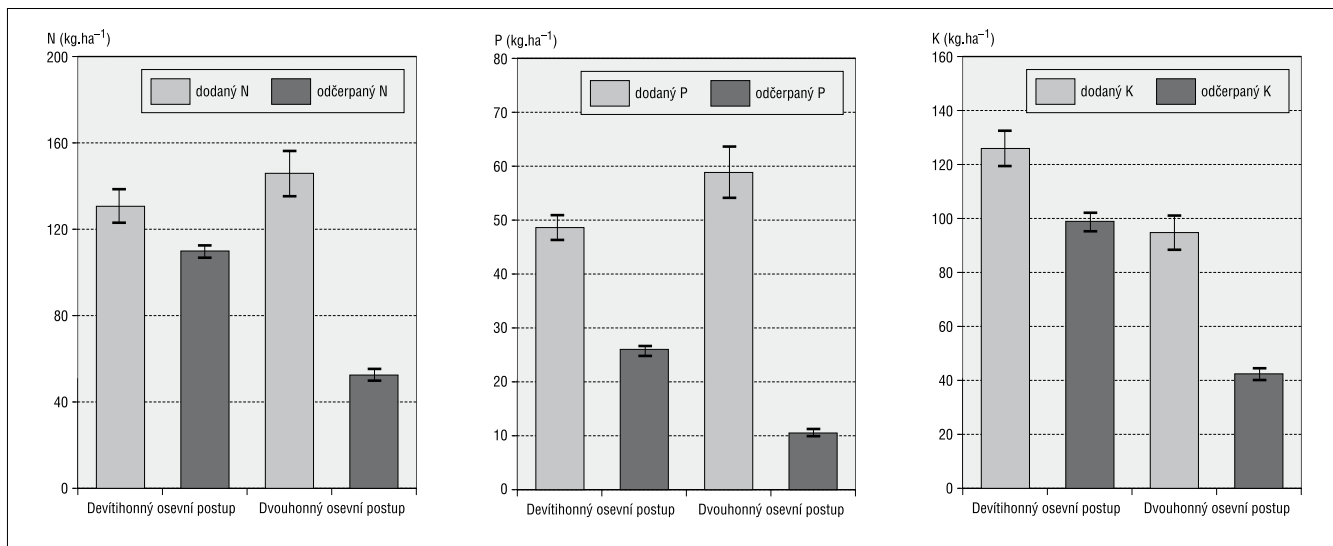 N (kg.ha⁻¹)
200
160
120
80
40
0
dodaný N
odčerpaný N
Devítihonný osevní postup
Dvouhonný osevní postup
P (kg.ha⁻¹)
80
70
60
50
40
30
20
10
0
dodaný P
odčerpaný P
Devítihonný osevní postup
Dvouhonný osevní postup
K (kg.ha⁻¹)
160
140
120
100
80
60
40
20
0
dodaný K
odčerpaný K
Devítihonný osevní postup
Dvouhonný osevní postup